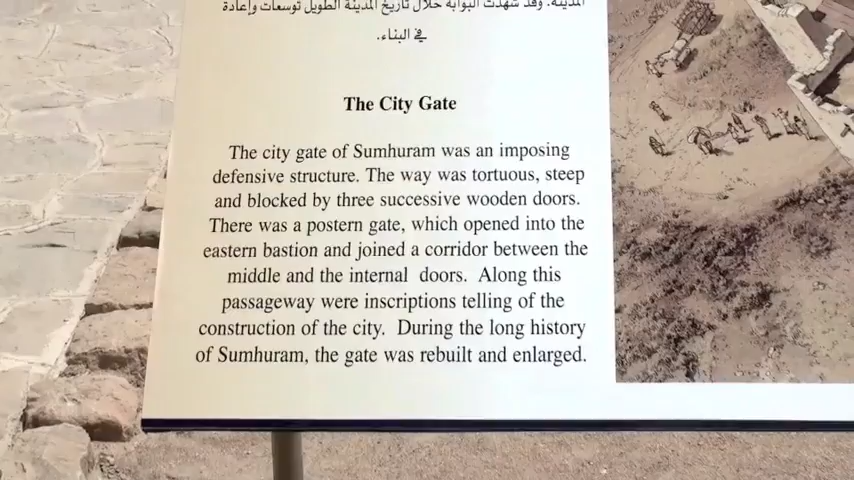 المدينة. وقد شهدت البوابة خلال تاريخ المدينة الطويل توسعات وإعادة
في البناء.
The City Gate
The city gate of Sumhuram was an imposing
defensive structure. The way was tortuous, steep
and blocked by three successive wooden doors.
There was a postern gate, which opened into the
eastern bastion and joined a corridor between the
middle and the internal doors. Along this
passageway were inscriptions telling of the
construction of the city. During the long history
of Sumhuram, the gate was rebuilt and enlarged.